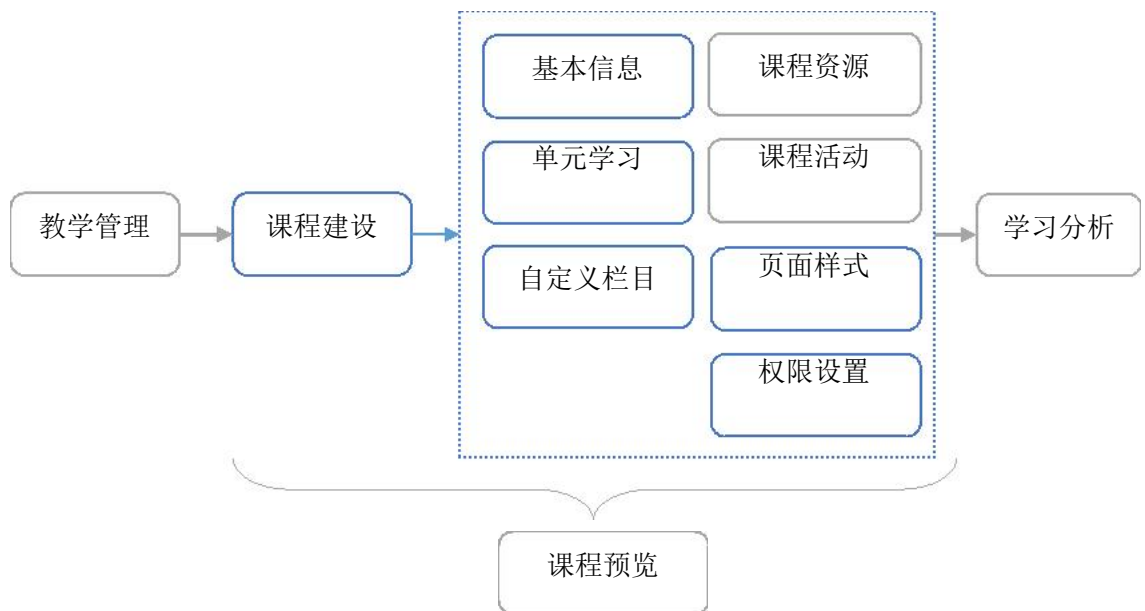 基本信息
课程资源
单元学习
课程活动
教学管理
课程建设
学习分析
自定义栏目
页面样式
权限设置
课程预览